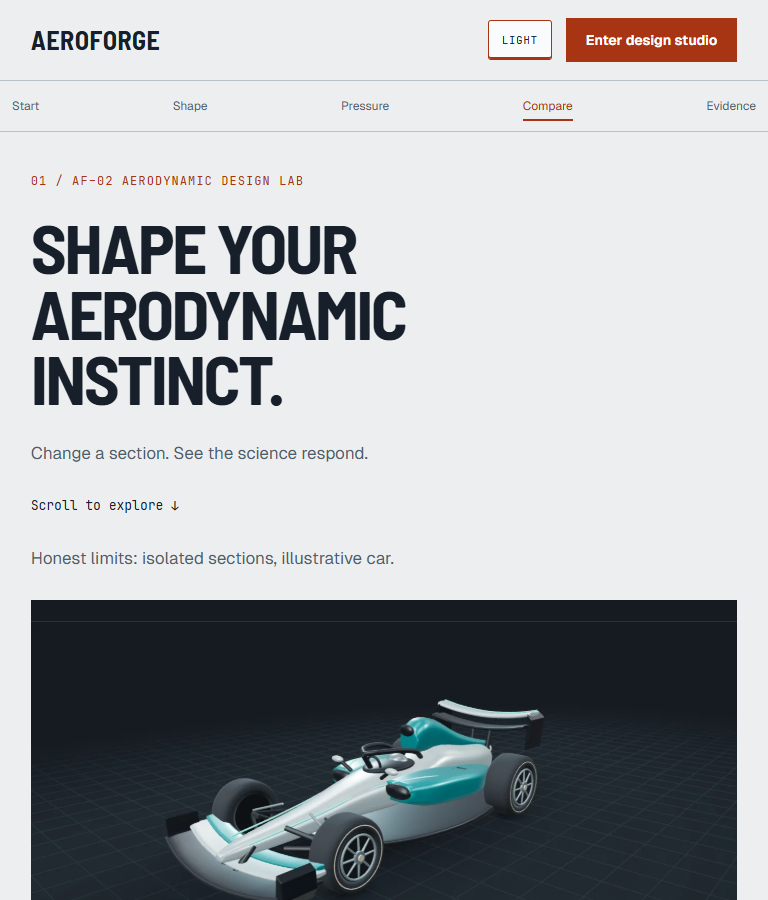 AEROFORGE
LIGHT
Enter design studio
Start
Shape
Pressure
Compare
Evidence
01 / AF-02 AERODYNAMIC DESIGN LAB
SHAPE YOUR
AERODYNAMIC
INSTINCT.
Change a section. See the science respond.
Scroll to explore ↓
Honest limits: isolated sections, illustrative car.